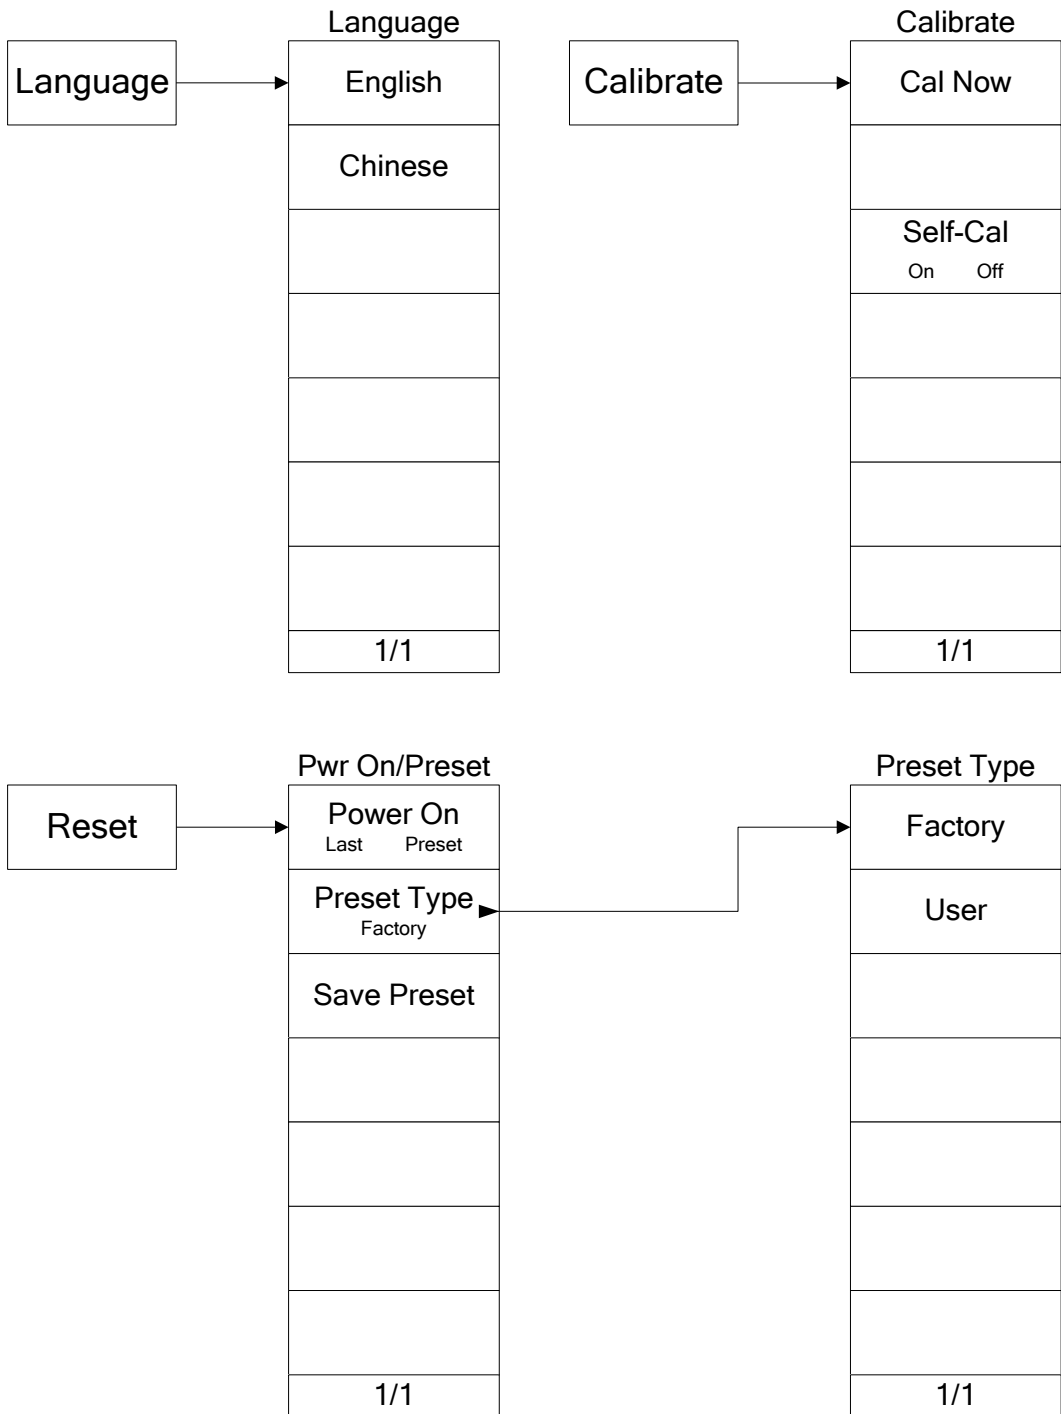 Language
Language
English
Chinese
1/1
Calibrate
Calibrate
Cal Now
Self-Cal
On Off
1/1
Reset
Pwr On/Preset
Power On
Last Preset
Preset Type
Factory
Save Preset
1/1
Preset Type
Factory
User
1/1